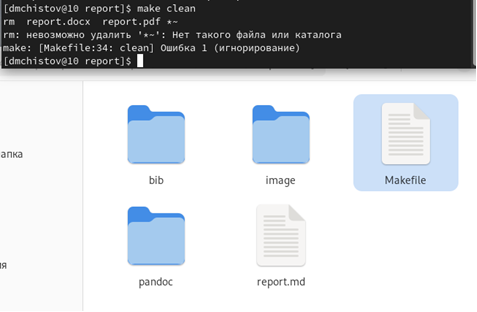 [dmchistov@10 report]$ make clean
rm  report.docx  report.pdf *~
rm: невозможно удалить '*~': Нет такого файла или каталога
make: [Makefile:34: clean] Ошибка 1 (игнорирование)
[dmchistov@10 report]$
апка
bib
image
Makefile
ия
pandoc
report.md